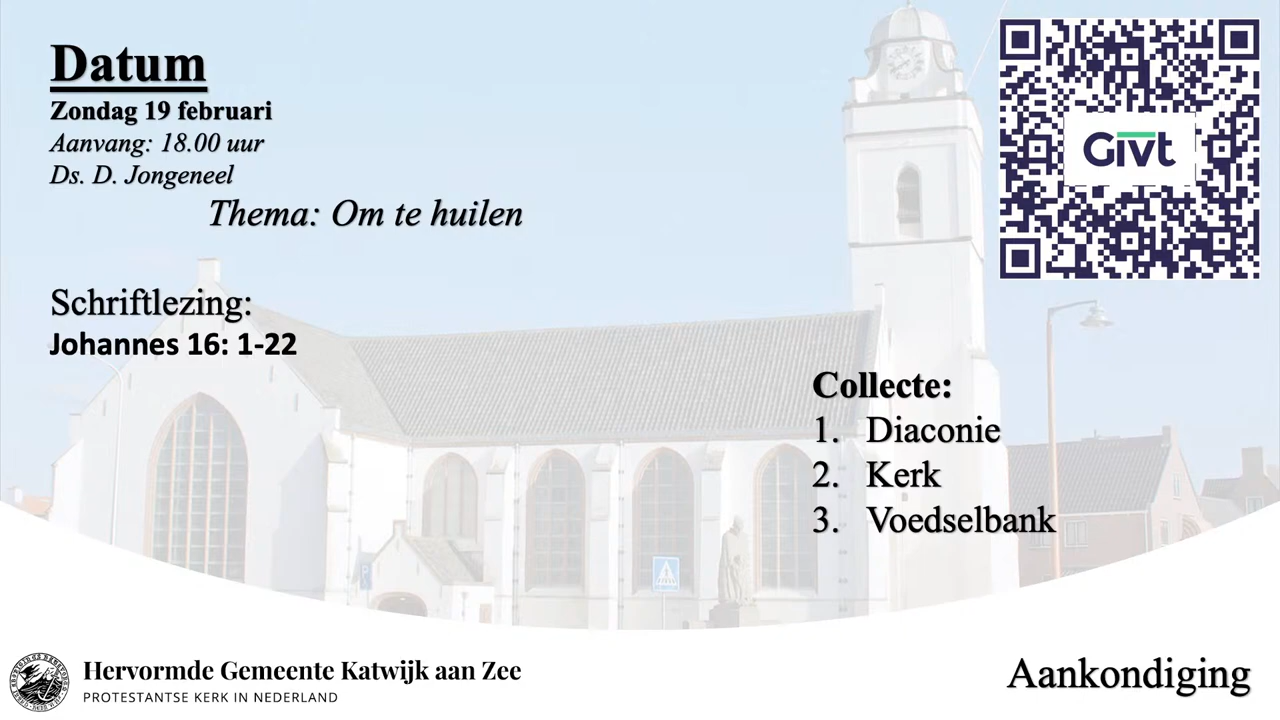 Datum
Zondag 19 februari
Aanvang: 18.00 uur
Ds. D. Jongeneel
Thema: Om te huilen
Schriftlezing:
Johannes 16: 1-22
Givt
Collecte:
1. Diaconie
2. Kerk
3. Voedselbank
Hervormde Gemeente Katwijk aan Zee
PROTESTANTSE KERK IN NEDERLAND
Aankondiging